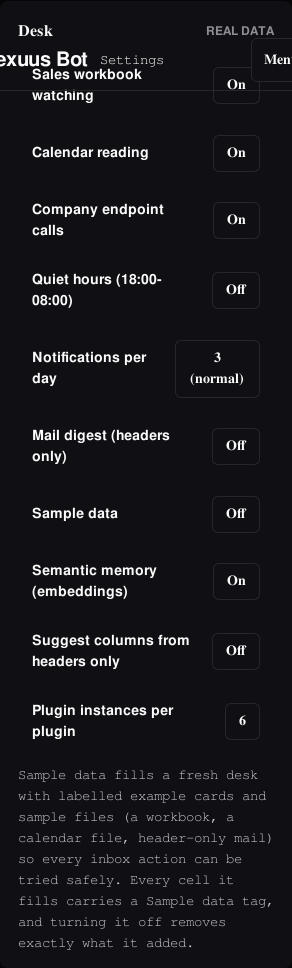 Desk REAL DATA
exuus Bot Settings Men
Sales workbook
watching On
Calendar reading On
Company endpoint
calls On
Quiet hours (18:00-
08:00) Off
Notifications per
day 3
(normal)
Mail digest (headers
only) Off
Sample data Off
Semantic memory
(embeddings) On
Suggest columns from
headers only Off
Plugin instances per
plugin 6
Sample data fills a fresh desk
with labelled example cards and
sample files (a workbook, a
calendar file, header-only mail)
so every inbox action can be
tried safely. Every cell it
fills carries a Sample data tag,
and turning it off removes
exactly what it added.